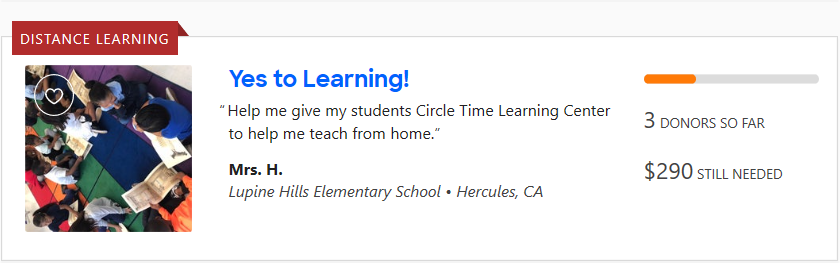 DISTANCE LEARNING
Yes to Learning!
“Help me give my students Circle Time Learning Center
to help me teach from home.”
Mrs. H.
Lupine Hills Elementary School • Hercules, CA
3 DONORS SO FAR
$290 STILL NEEDED